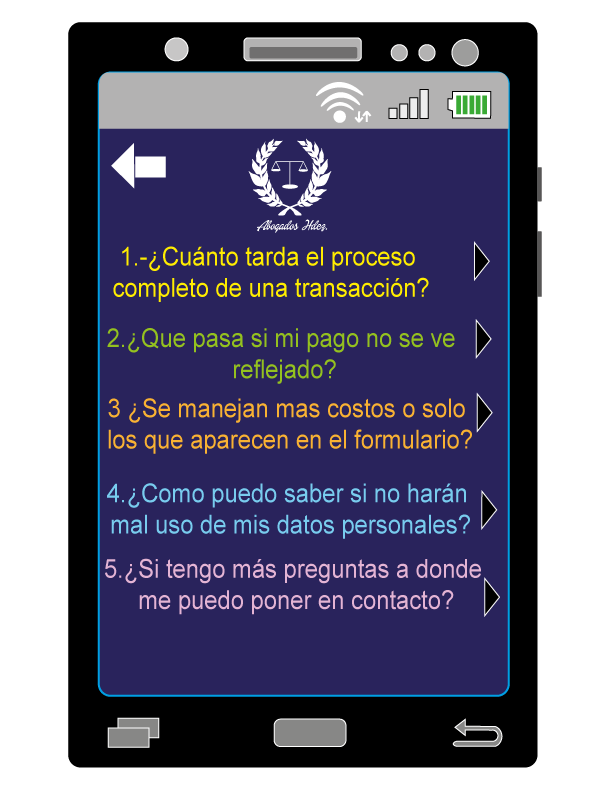 Abogados Hdez.
1.-¿Cuánto tarda el proceso
completo de una transacción?
2.¿Que pasa si mi pago no se ve
reflejado?
3 ¿Se manejan mas costos o solo
los que aparecen en el formulario?
4.¿Como puedo saber si no harán
mal uso de mis datos personales?
5.¿Si tengo más preguntas a donde
me puedo poner en contacto?